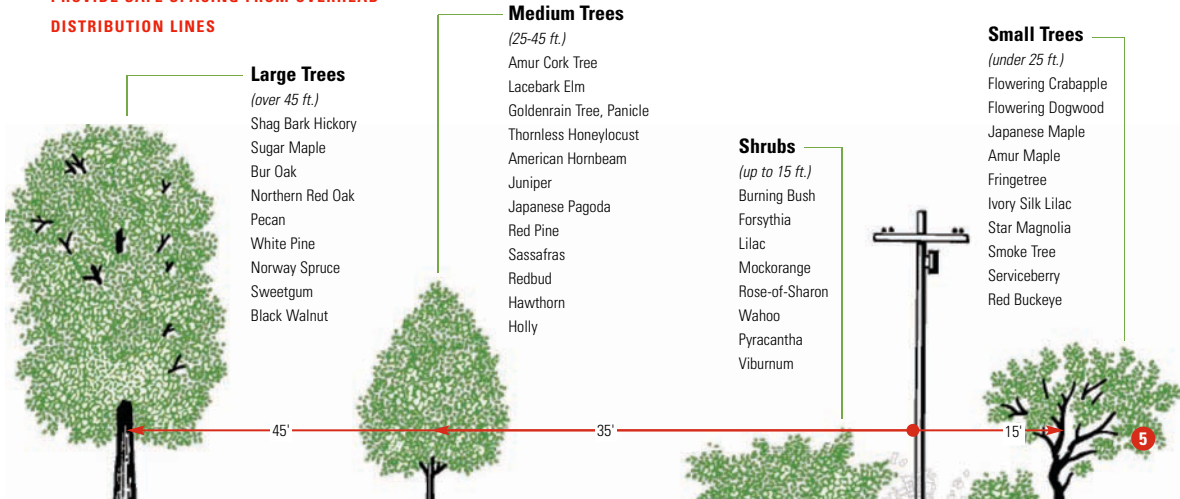 PROVIDE SAFE SPACING FROM OVERHEAD
DISTRIBUTION LINES
Large Trees
(over 45 ft.)
Shag Bark Hickory
Sugar Maple
Bur Oak
Northern Red Oak
Pecan
White Pine
Norway Spruce
Sweetgum
Black Walnut
Medium Trees
(25-45 ft.)
Amur Cork Tree
Lacebark Elm
Goldenrain Tree, Panicle
Thornless Honeylocust
American Hornbeam
Juniper
Japanese Pagoda
Red Pine
Sassafras
Redbud
Hawthorn
Holly
Shrubs
(up to 15 ft.)
Burning Bush
Forsythia
Lilac
Mockorange
Rose-of-Sharon
Wahoo
Pyracantha
Viburnum
Small Trees
(under 25 ft.)
Flowering Crabapple
Flowering Dogwood
Japanese Maple
Amur Maple
Fringetree
Ivory Silk Lilac
Star Magnolia
Smoke Tree
Serviceberry
Red Buckeye
45'
35'
15'
5